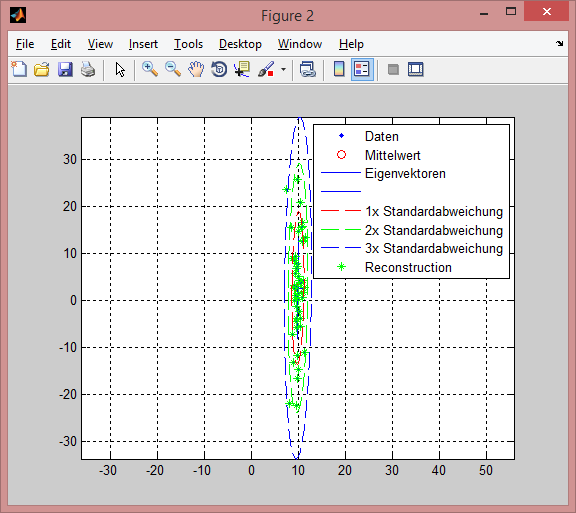 Figure 2
File Edit View Insert Tools Desktop Window Help
Daten
Mittelwert
Eigenvektoren
1x Standardabweichung
2x Standardabweichung
3x Standardabweichung
Reconstruction
30
20
10
0
-10
-20
-30
-30 -20 -10 0 10 20 30 40 50